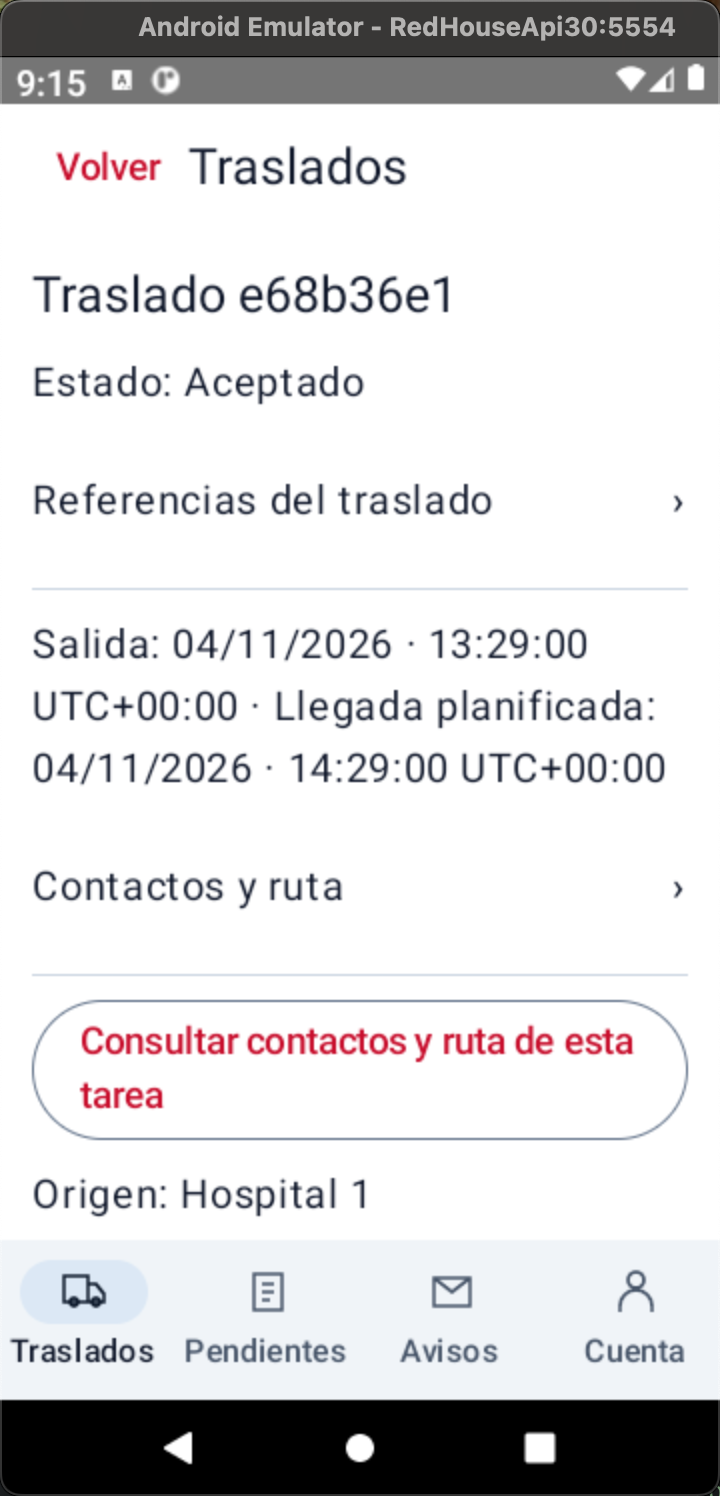 Android Emulator - RedHouseApi30:5554
9:15
Volver Traslados
Traslado e68b36e1
Estado: Aceptado
Referencias del traslado ›
Salida: 04/11/2026 · 13:29:00
UTC+00:00 · Llegada planificada:
04/11/2026 · 14:29:00 UTC+00:00
Contactos y ruta ›
Consultar contactos y ruta de esta
tarea
Origen: Hospital 1
Traslados Pendientes Avisos Cuenta